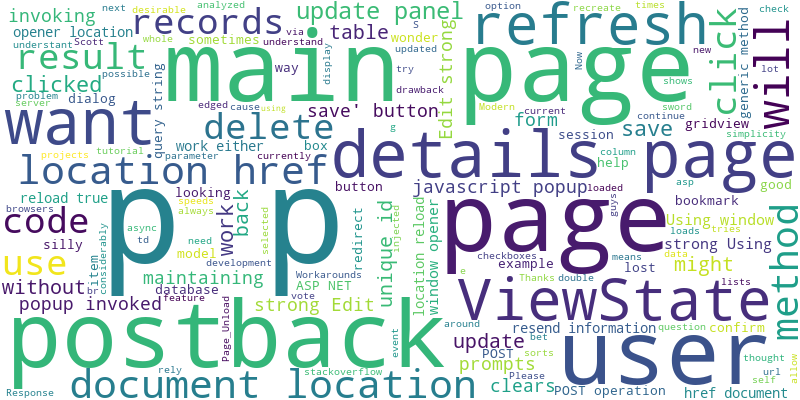 via
next desirable analyzed
option recreate times
check
invoking
records
update panel
refresh
opener location
whole
Scott
understand
result
sometimes
table
S
wonder
updated
possible
way
try
display
main page
Now
shows
new
lot
click
generic method
will
clicked
problem
server
dialog
query string
edged cause using
drawback
current
Modern
sword
continue
simplicity
save' button
Edit strong
g
want
delete
work either
box
form
save
session
gridview
projects tutorial
parameter
currently
column
help
asp
location href
details page
reload true
browsers
speeds
always
looking
button
javascript popup
loaded
guys
bookmark
good
code
silly
async
td
need
model
p p
work
back
selected
injected
unique id
location reload
window opener
page
checkboxes
example
means
lost
loads
Using window
strong Using
data
tries
might
use
item
considerably
maintaining
redirect
development
Workarounds
feature
database
ASP NET
without
popup invoked
vote
Page_Unload
strong Edit
event
Thanks double
lists
ViewState
method
postback
stackoverflow
rely
around
resend information
question
confirm
update
POST
bet
sorts
user
thought
url
self
allow
prompts
Please
e
clears
POST operation
href document
Response
document location